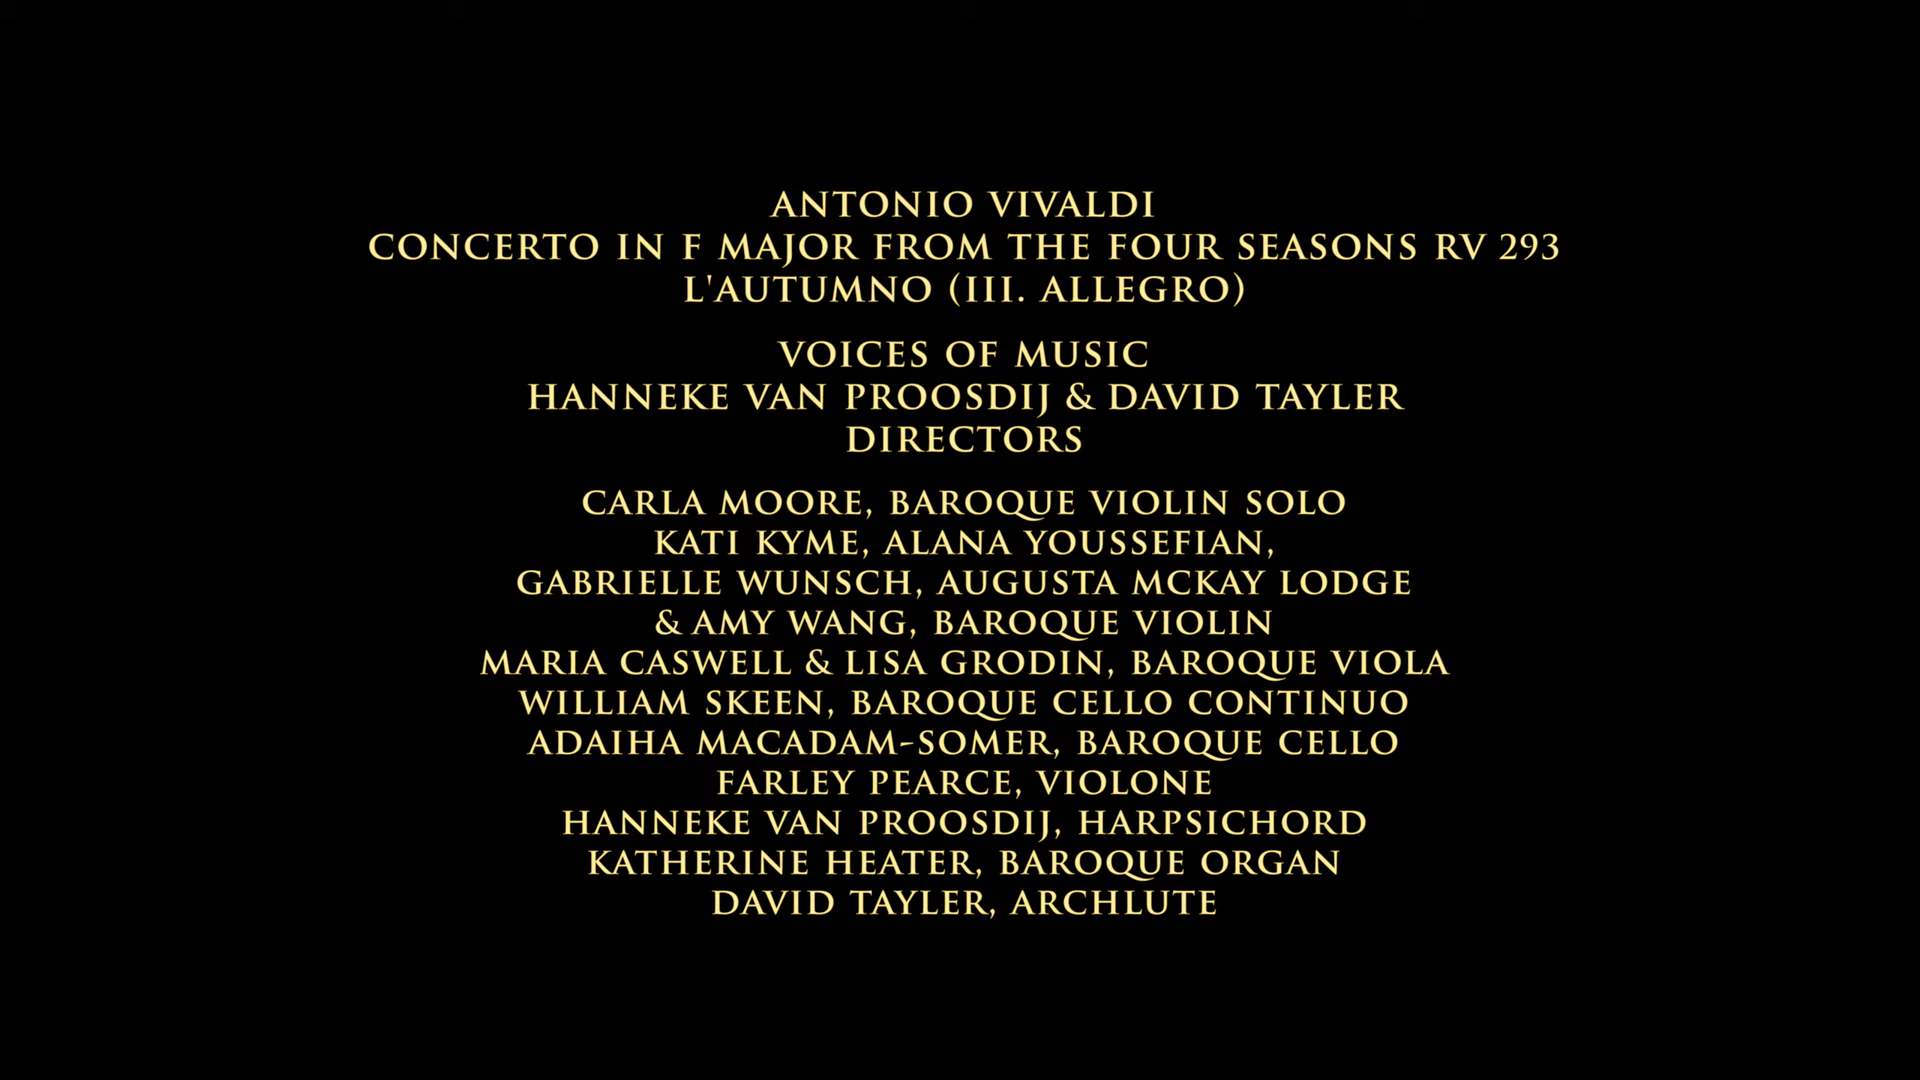 ANTONIO VIVALDI
CONCERTO IN F MAJOR FROM THE FOUR SEASONS RV 293
L'AUTUMNO (III. ALLEGRO)
VOICES OF MUSIC
HANNEKE VAN PROOSDIJ & DAVID TAYLER
DIRECTORS
CARLA MOORE, BAROQUE VIOLIN SOLO
KATI KYME, ALANA YOUSSEFIAN,
GABRIELLE WUNSCH, AUGUSTA MCKAY LODGE
& AMY WANG, BAROQUE VIOLIN
MARIA CASWELL & LISA GRODIN, BAROQUE VIOLA
WILLIAM SKEEN, BAROQUE CELLO CONTINUO
ADAIHA MACADAM-SOMER, BAROQUE CELLO
FARLEY PEARCE, VIOLONE
HANNEKE VAN PROOSDIJ, HARPSICHORD
KATHERINE HEATER, BAROQUE ORGAN
DAVID TAYLER, ARCHLUTE